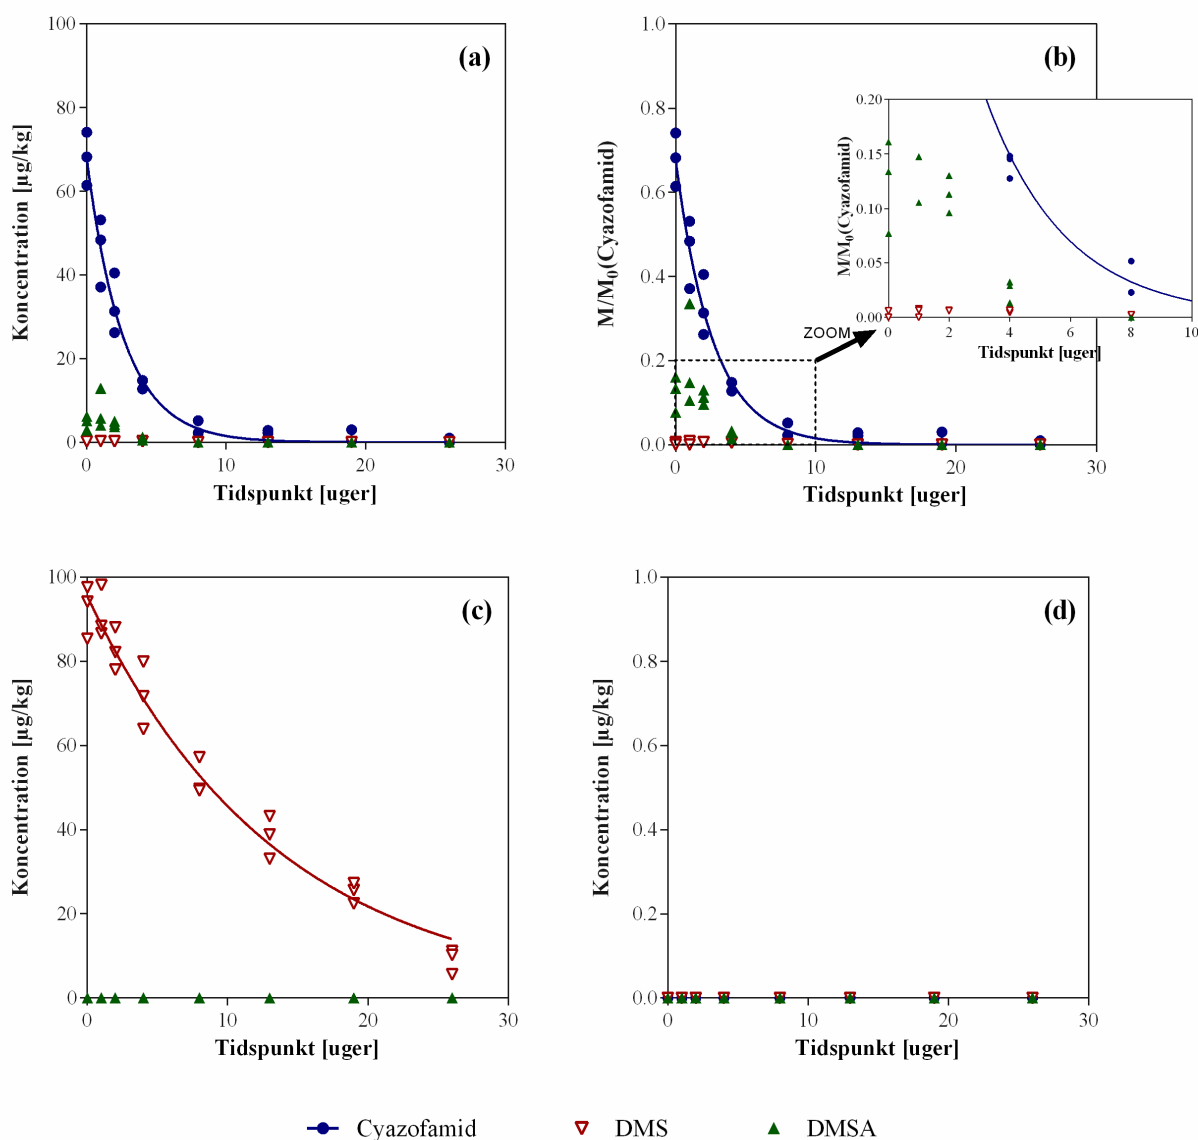 (a)
Koncentration [µg/kg]
100
80
60
40
20
0
0 10 20 30
Tidspunkt [uger]
(b)
M/M0(Cyazofamid)
1.0
0.8
0.6
0.4
0.2
0.0
0 10 20 30
Tidspunkt [uger]
ZOOM
M/M0(Cyazofamid)
0.20
0.15
0.10
0.05
0.00
0 2 4 6 8 10
Tidspunkt [uger]
(c)
Koncentration [µg/kg]
100
80
60
40
20
0
0 10 20 30
Tidspunkt [uger]
(d)
Koncentration [µg/kg]
1.0
0.8
0.6
0.4
0.2
0.0
0 10 20 30
Tidspunkt [uger]
Cyazofamid DMS DMSA